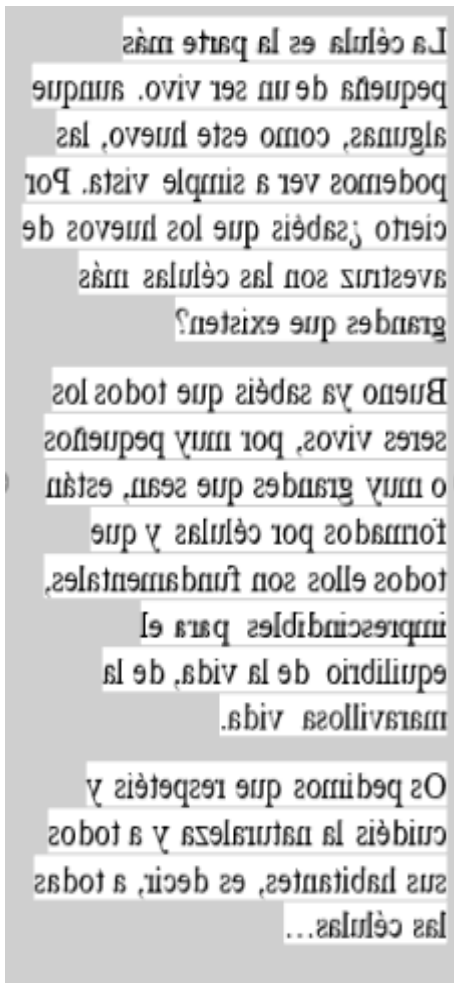 La célula es la parte más
pequeña de un ser vivo. aunque
algunas, como este huevo, las
podemos ver a simple vista. Por
cierto ¿sabéis que los huevos de
avestruz son las células más
grandes que existen?
Bueno ya sabéis que todos los
seres vivos, por muy pequeños
o muy grandes que sean, están
formados por células y que
todos ellos son fundamentales,
imprescindibles para el
equilibrio de la vida, de la
maravillosa vida.
Os pedimos que respetéis y
cuidéis la naturaleza y a todos
sus habitantes, es decir, a todas
las células...